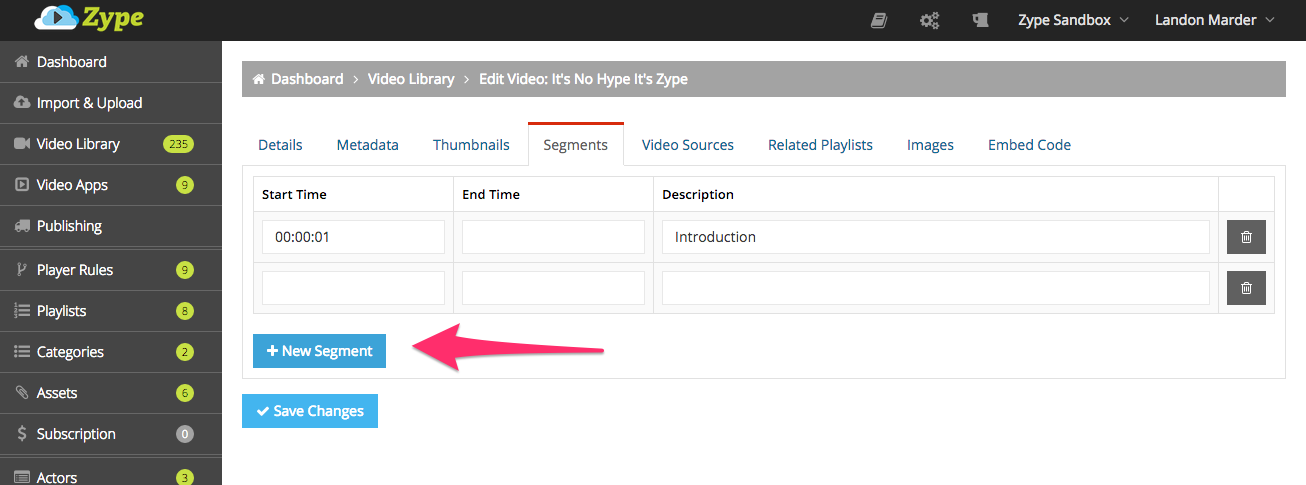 Zype
Zype Sandbox
Landon Marder
Dashboard
Import & Upload
Video Library 235
Video Apps 9
Publishing
Player Rules 9
Playlists 8
Categories 2
Assets 6
Subscription 0
Actors 3
Dashboard > Video Library > Edit Video: It's No Hype It's Zype
Details Metadata Thumbnails Segments Video Sources Related Playlists Images Embed Code
Start Time End Time Description
00:00:01 Introduction
+ New Segment
Save Changes